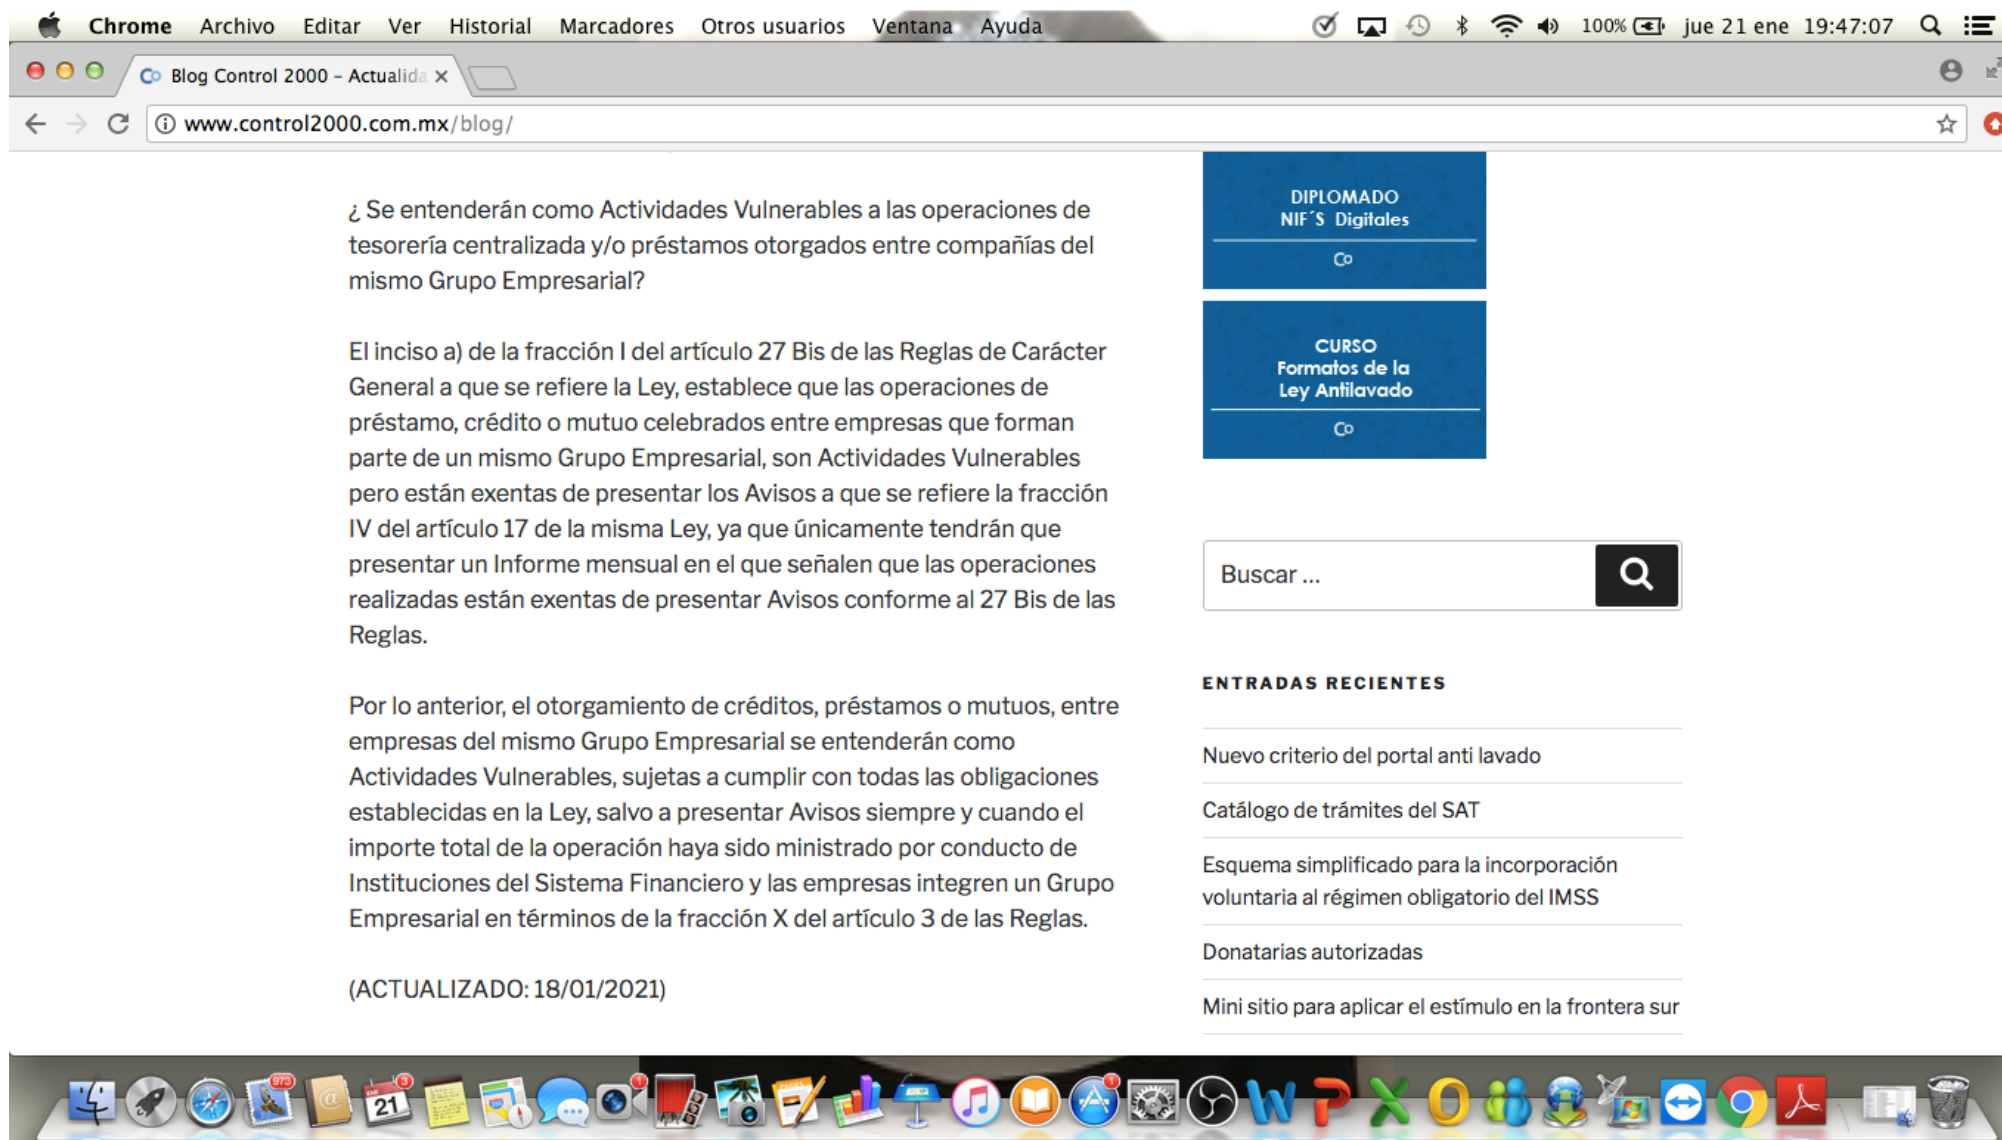 Chrome Archivo Editar Ver Historial Marcadores Otros usuarios Ventana Ayuda 100% jue 21 ene 19:47:07
Co Blog Control 2000 – Actualida
www.control2000.com.mx/blog/
¿ Se entenderán como Actividades Vulnerables a las operaciones de
tesorería centralizada y/o préstamos otorgados entre compañías del
mismo Grupo Empresarial?
El inciso a) de la fracción I del artículo 27 Bis de las Reglas de Carácter
General a que se refiere la Ley, establece que las operaciones de
préstamo, crédito o mutuo celebrados entre empresas que forman
parte de un mismo Grupo Empresarial, son Actividades Vulnerables
pero están exentas de presentar los Avisos a que se refiere la fracción
IV del artículo 17 de la misma Ley, ya que únicamente tendrán que
presentar un Informe mensual en el que señalen que las operaciones
realizadas están exentas de presentar Avisos conforme al 27 Bis de las
Reglas.
Por lo anterior, el otorgamiento de créditos, préstamos o mutuos, entre
empresas del mismo Grupo Empresarial se entenderán como
Actividades Vulnerables, sujetas a cumplir con todas las obligaciones
establecidas en la Ley, salvo a presentar Avisos siempre y cuando el
importe total de la operación haya sido ministrado por conducto de
Instituciones del Sistema Financiero y las empresas integren un Grupo
Empresarial en términos de la fracción X del artículo 3 de las Reglas.
(ACTUALIZADO: 18/01/2021)
DIPLOMADO
NIF´S Digitales
Co
CURSO
Formatos de la
Ley Antilavado
Co
Buscar ...
ENTRADAS RECIENTES
Nuevo criterio del portal anti lavado
Catálogo de trámites del SAT
Esquema simplificado para la incorporación
voluntaria al régimen obligatorio del IMSS
Donatarias autorizadas
Mini sitio para aplicar el estímulo en la frontera sur
973
21
3
1
PAGES
1
W P X O